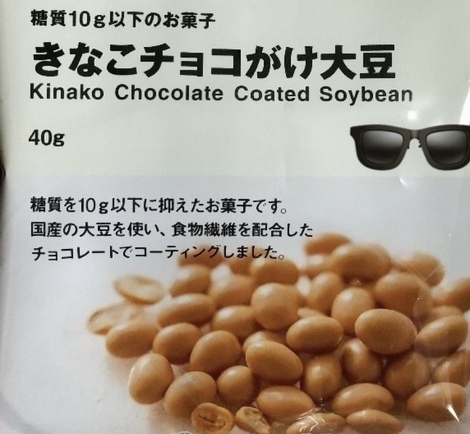 糖質10g以下のお菓子
きなこチョコがけ大豆
Kinako Chocolate Coated Soybean
40g
糖質を10g以下に抑えたお菓子です。
国産の大豆を使い、食物繊維を配合した
チョコレートでコーティングしました。